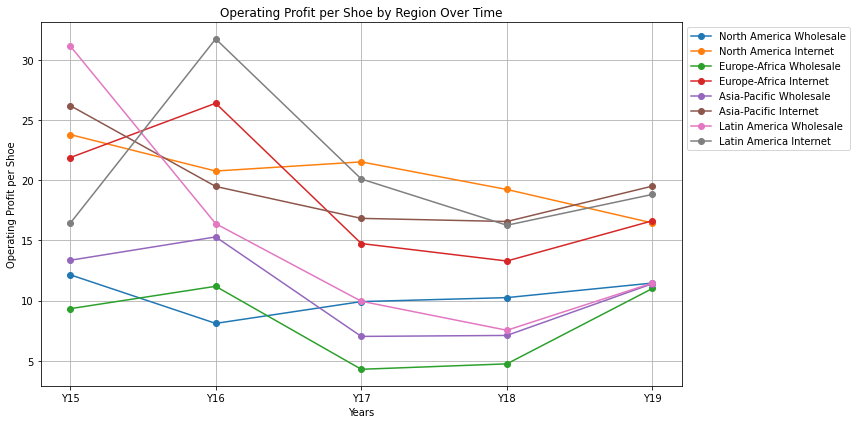 Operating Profit per Shoe by Region Over Time
North America Wholesale
North America Internet
Europe-Africa Wholesale
Europe-Africa Internet
Asia-Pacific Wholesale
Asia-Pacific Internet
Latin America Wholesale
Latin America Internet
Operating Profit per Shoe
30
25
20
15
10
5
Y15 Y16 Y17 Y18 Y19
Years